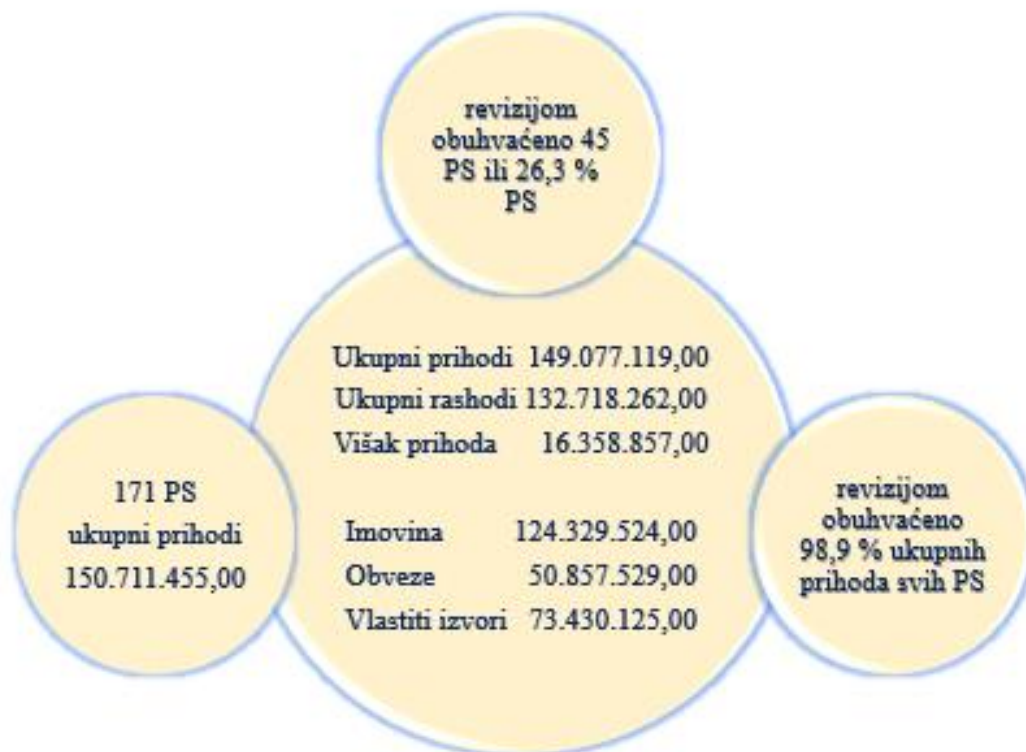 revizijom
obuhvaćeno 45
PS ili 26,3 %
PS
Ukupni prihodi 149.077.119,00
Ukupni rashodi 132.718.262,00
Višak prihoda 16.358.857,00
Imovina 124.329.524,00
Obveze 50.857.529,00
Vlastiti izvori 73.430.125,00
171 PS
ukupni prihodi
150.711.455,00
revizijom
obuhvaćeno
98,9 % ukupnih
prihoda svih PS